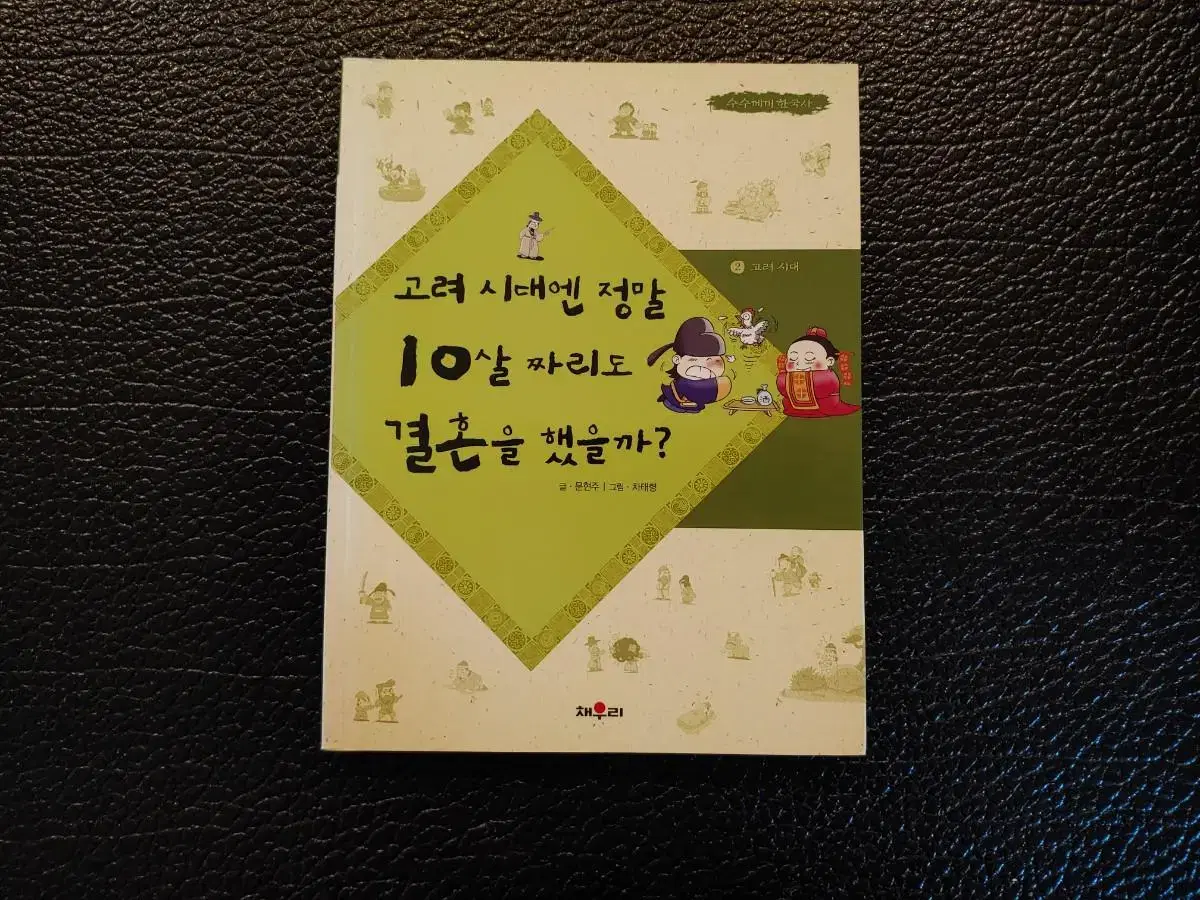 수수께끼 한국사
2 고려 시대
고려 시대엔 정말
10살 짜리도
결혼을 했을까?
글·문현주 | 그림·차태형
채우리